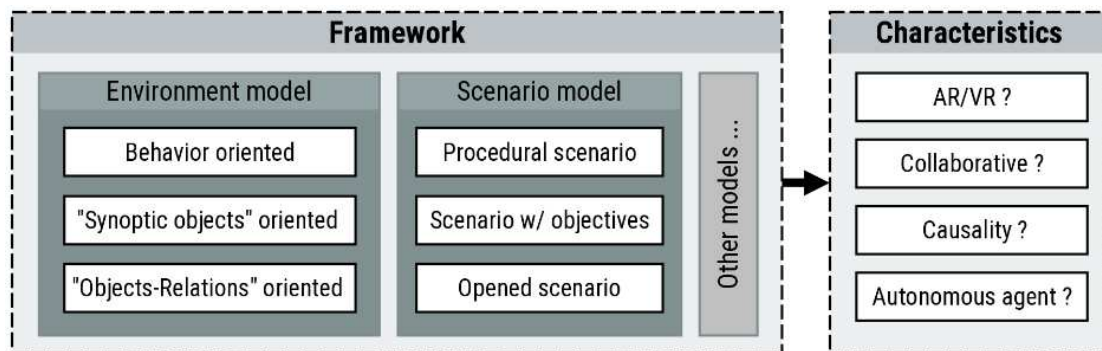 Framework
Environment model
Behavior oriented
"Synoptic objects" oriented
"Objects-Relations" oriented
Scenario model
Procedural scenario
Scenario w/ objectives
Opened scenario
Other models ...
Characteristics
AR/VR ?
Collaborative ?
Causality ?
Autonomous agent ?